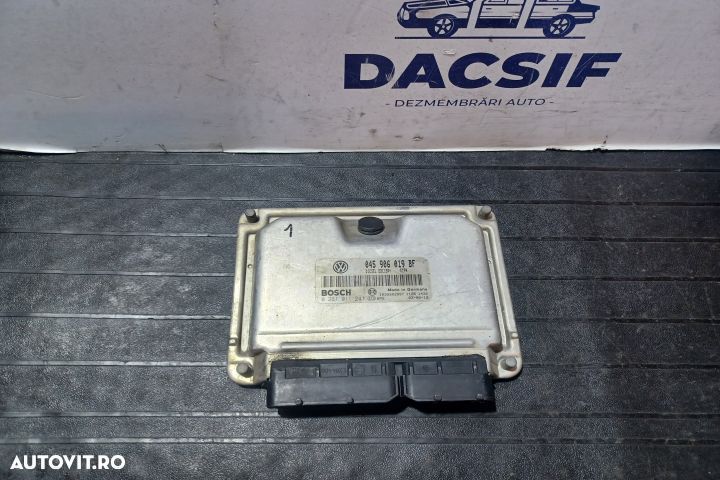 DACSIF
- DEZMEMBRĂRI AUTO -
1
045 906 019 BF
BOSCH
Made in Germany
AUTOVIT.RO